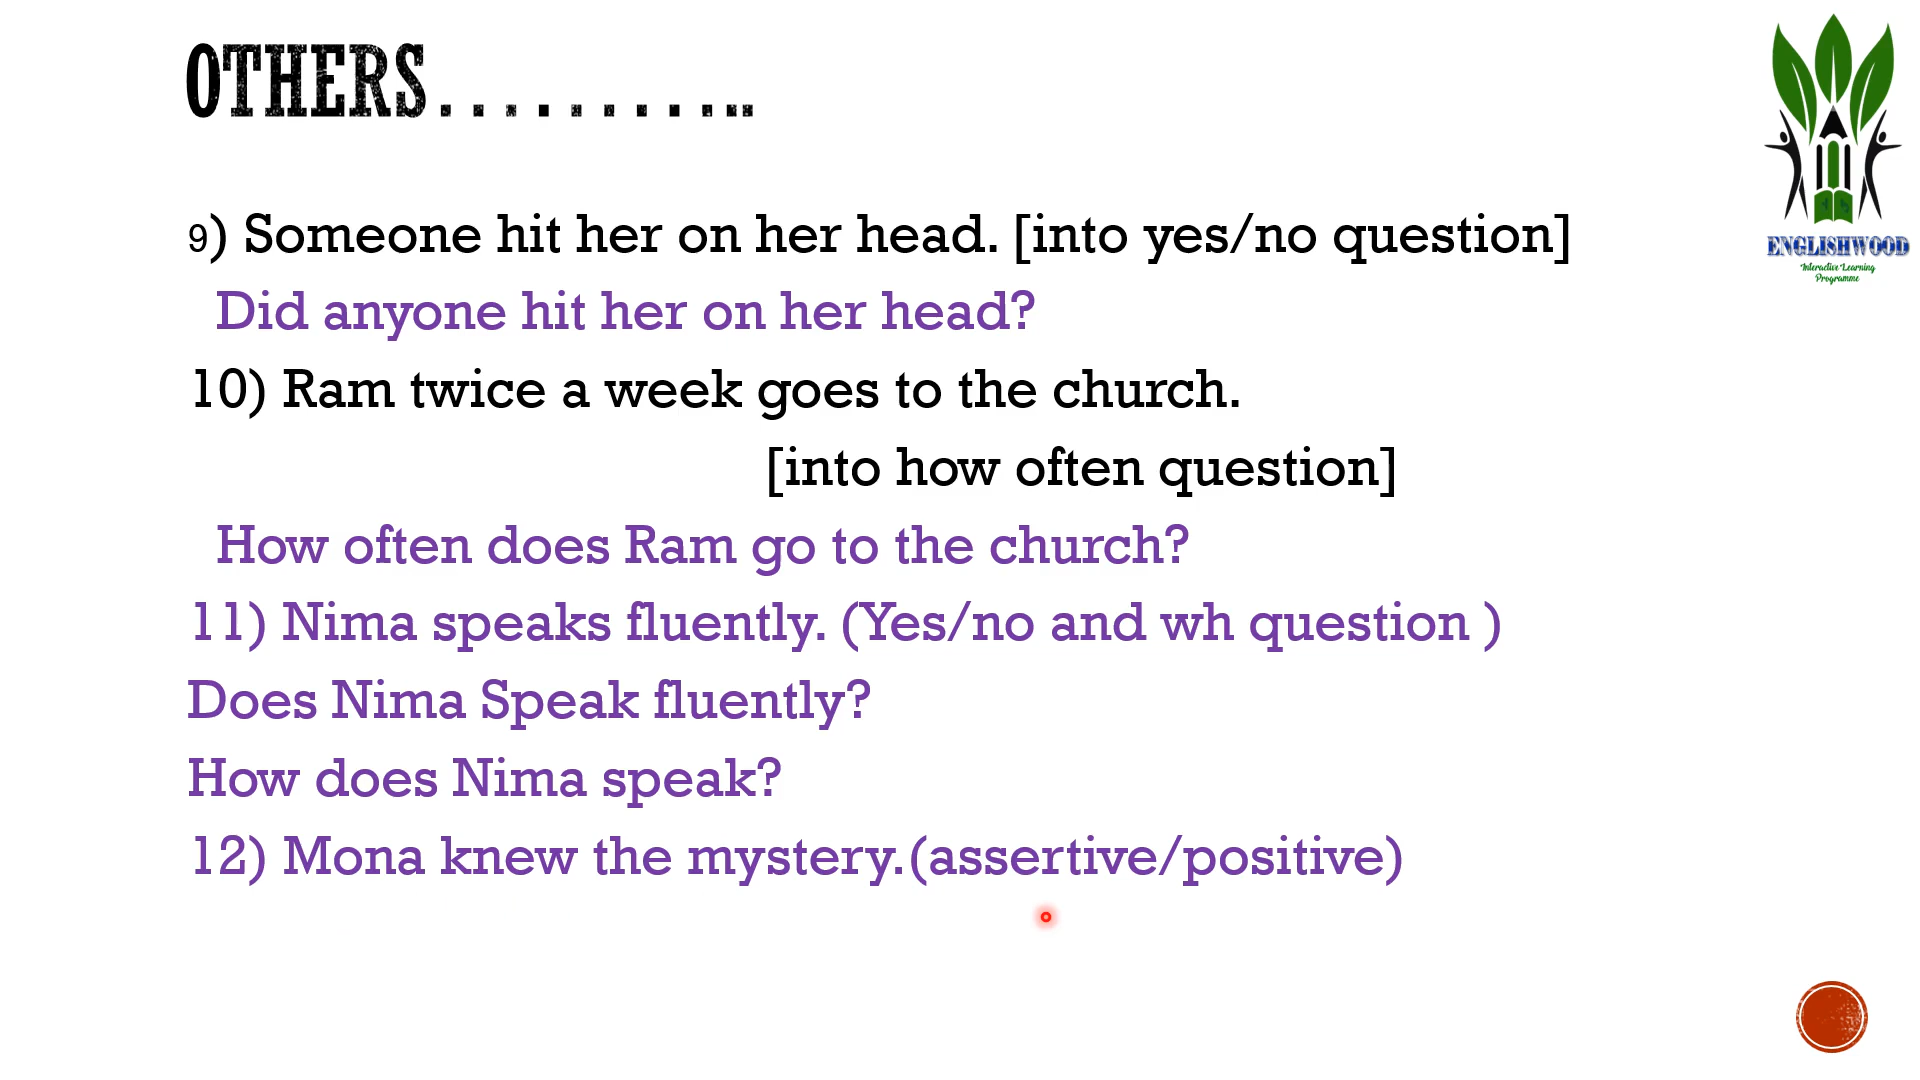 OTHERS………..
9) Someone hit her on her head. [into yes/no question]
Did anyone hit her on her head?
10) Ram twice a week goes to the church.
[into how often question]
How often does Ram go to the church?
11) Nima speaks fluently. (Yes/no and wh question )
Does Nima Speak fluently?
How does Nima speak?
12) Mona knew the mystery.(assertive/positive)
ENGLISHWOOD
Interactive Learning
Programme